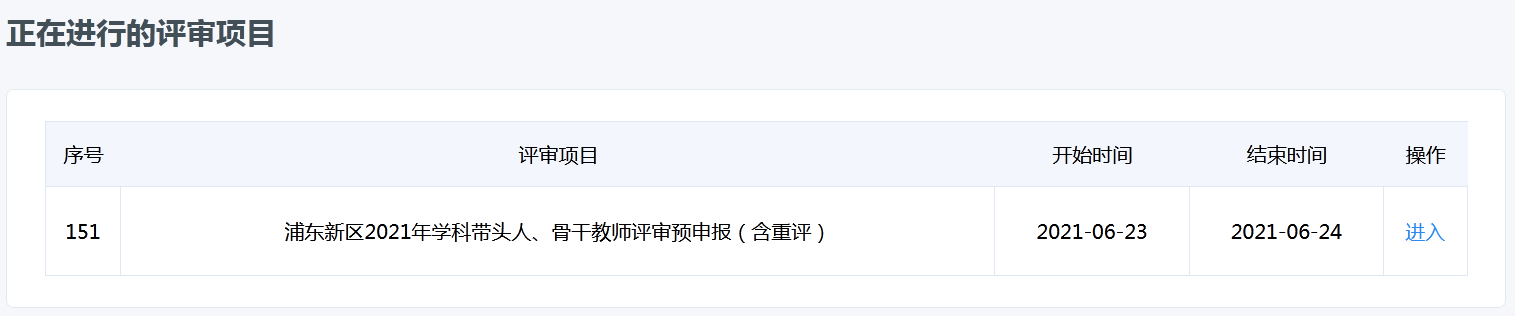 正在进行的评审项目
序号 评审项目 开始时间 结束时间 操作
151 浦东新区2021年学科带头人、骨干教师评审预申报（含重评） 2021-06-23 2021-06-24 进入